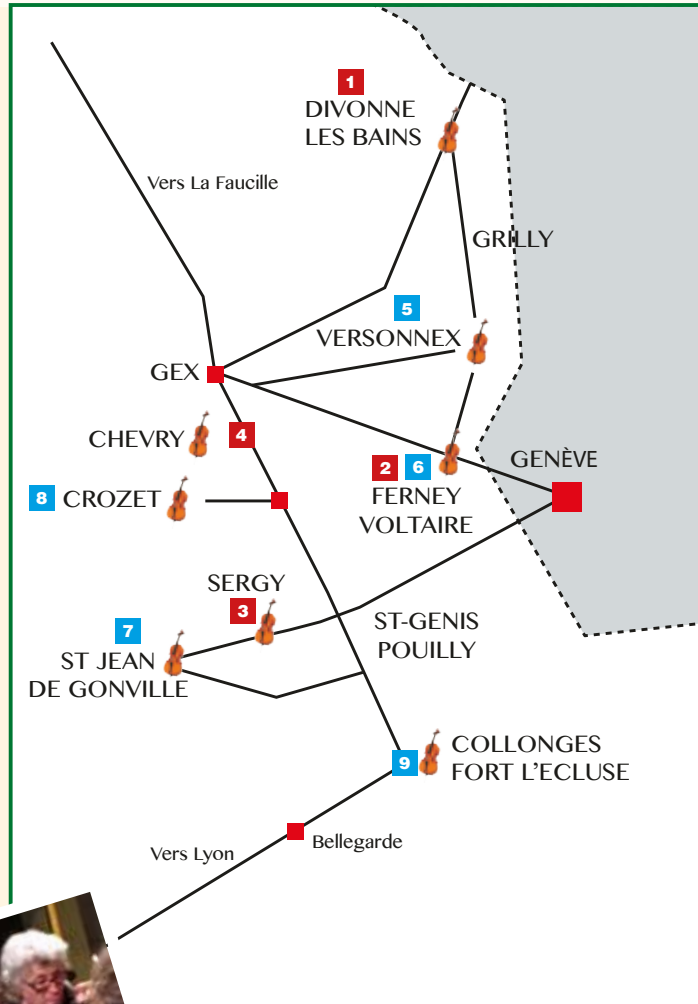 1
DIVONNE
LES BAINS
Vers La Faucille
GRILLY
5
VERSONNEX
GEX
CHEVRY
4
2 6
FERNEY
VOLTAIRE
GENÈVE
8 CROZET
SERGY
3
7
ST JEAN
DE GONVILLE
ST-GENIS
POUILLY
9
COLLONGES
FORT L'ECLUSE
Vers Lyon
Bellegarde